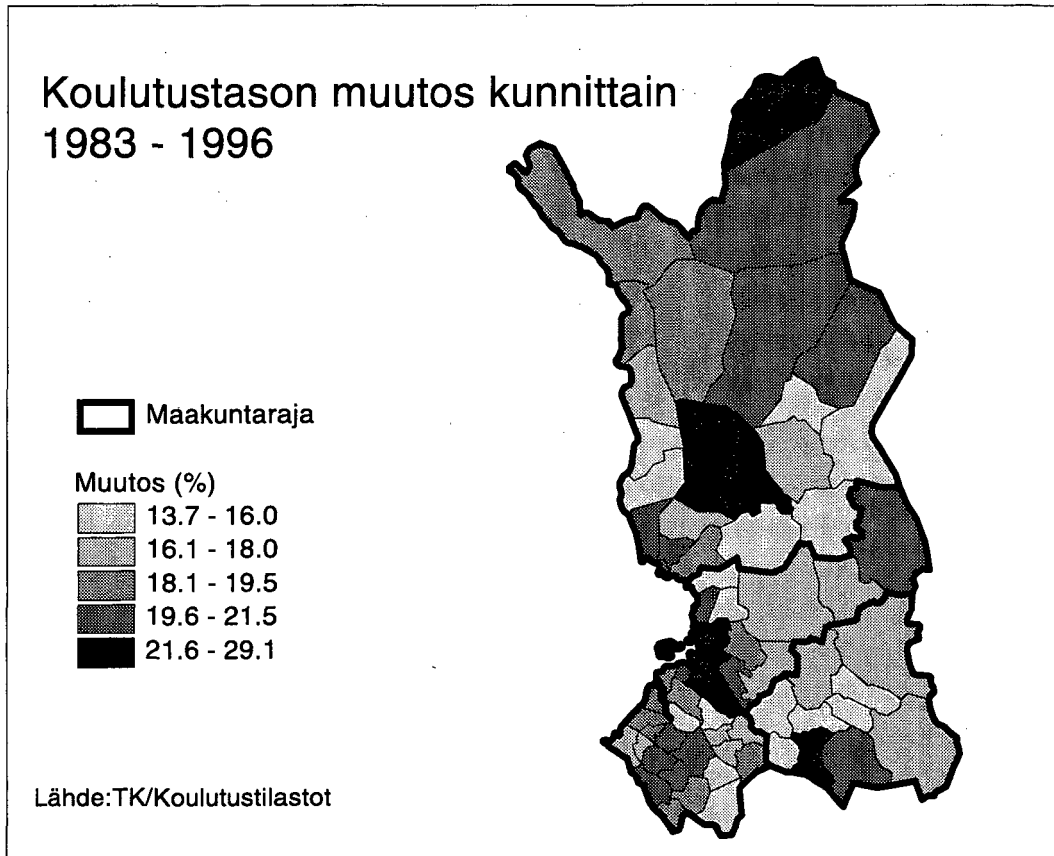 Koulutustason muutos kunnittain
1983 - 1996
Maakuntaraja
Muutos (%)
13.7 - 16.0
16.1 - 18.0
18.1 - 19.5
19.6 - 21.5
21.6 - 29.1
Lähde:TK/Koulutustilastot